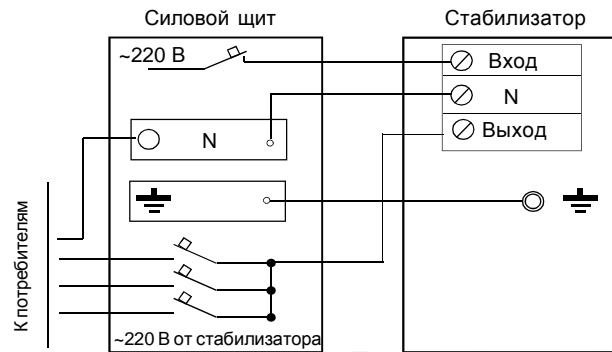 Силовой щит
Стабилизатор
~220 В
Вход
N
N
Выход
К потребителям
~220 В от стабилизатора